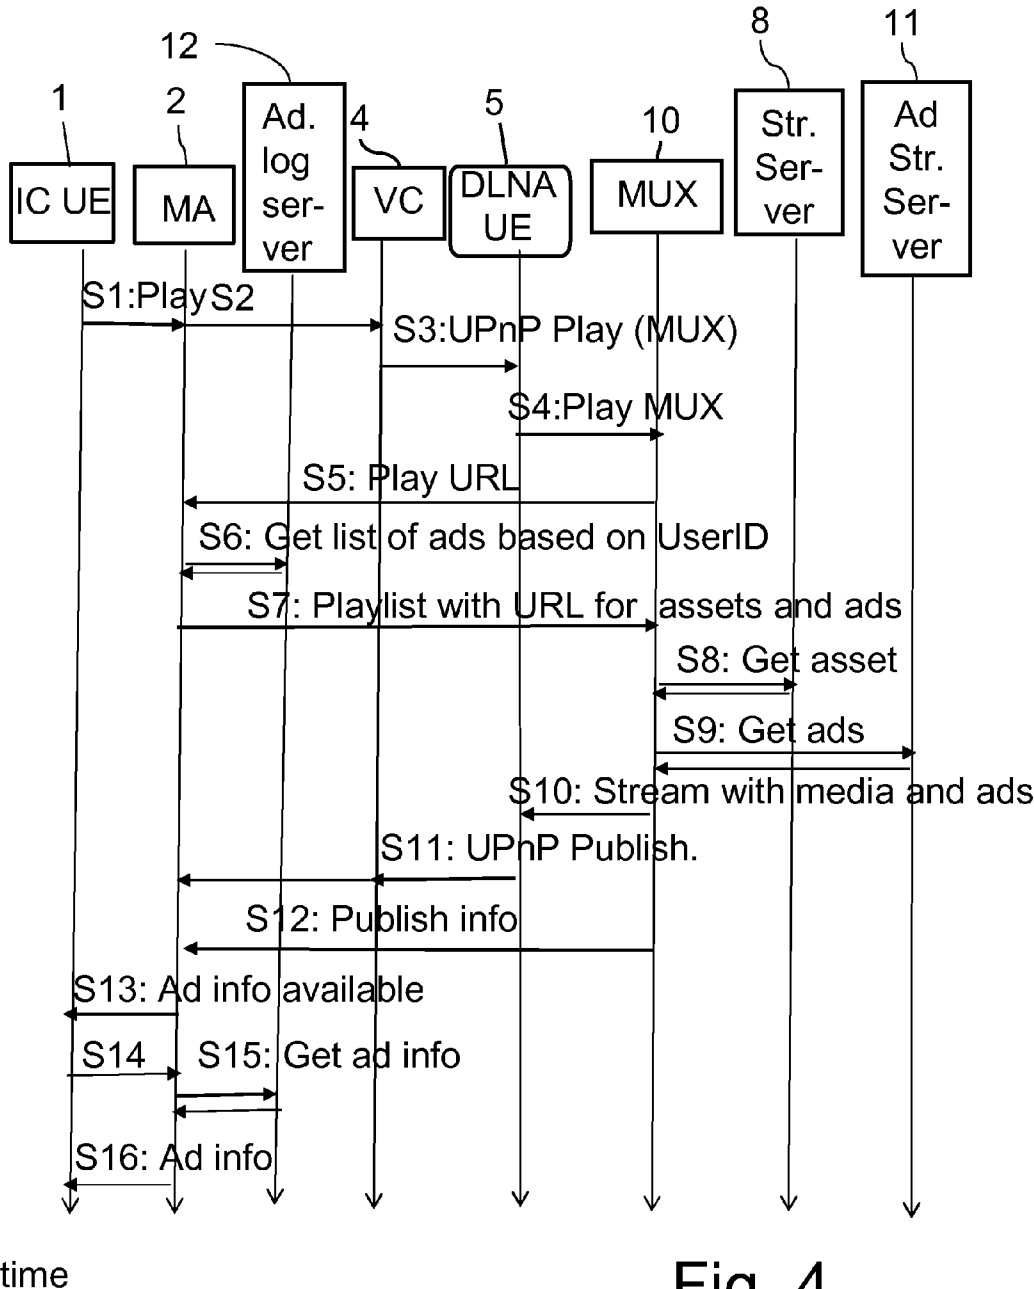 8
11
12
1
2
4
5
10
IC UE
MA
Ad.
log
ser-
ver
VC
DLNA
UE
MUX
Str.
Ser-
ver
Ad
Str.
Ser-
ver
S1:Play
S2
S3:UPnP Play (MUX)
S4:Play MUX
S5: Play URL
S6: Get list of ads based on UserID
S7: Playlist with URL for assets and ads
S8: Get asset
S9: Get ads
S10: Stream with media and ads
S11: UPnP Publish.
S12: Publish info
S13: Ad info available
S14
S15: Get ad info
S16: Ad info
time
Fig. 4